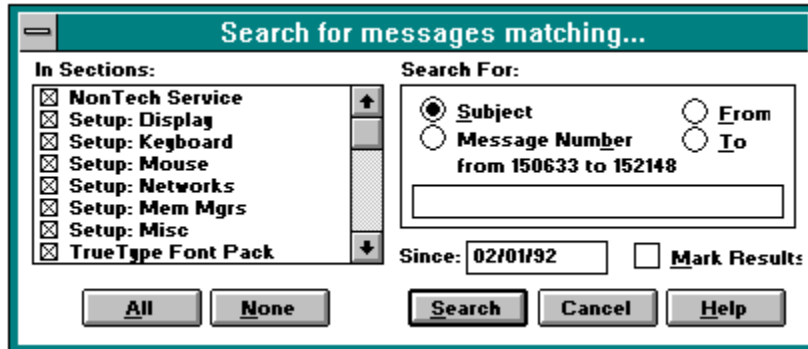 Search for messages matching...
In Sections:
NonTech Service
Setup: Display
Setup: Keyboard
Setup: Mouse
Setup: Networks
Setup: Mem Mgrs
Setup: Misc
TrueType Font Pack
All
None
Search For:
Subject
From
Message Number
To
from 150633 to 152148
Since: 02/01/92
Mark Results
Search
Cancel
Help